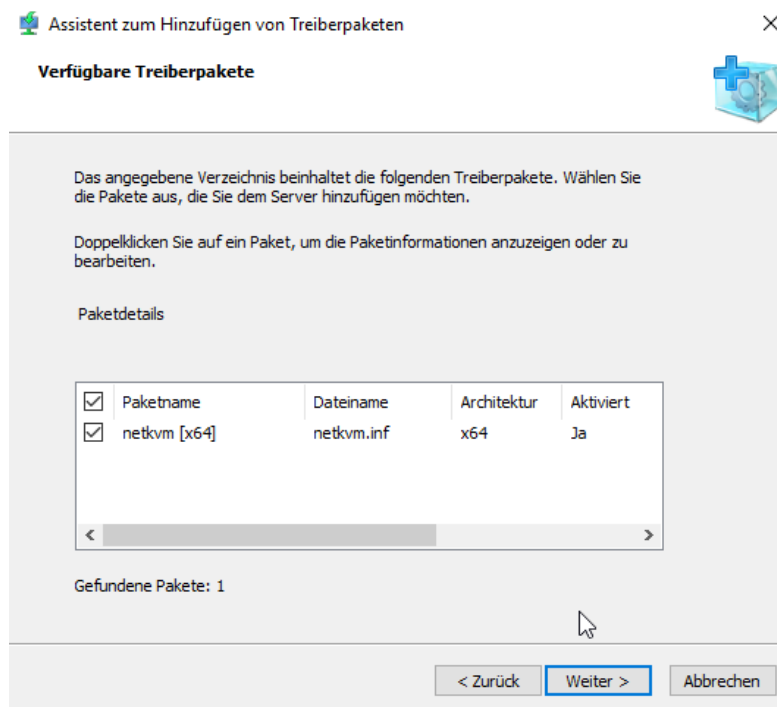 Assistent zum Hinzufügen von Treiberpaketen
Verfügbare Treiberpakete
Das angegebene Verzeichnis beinhaltet die folgenden Treiberpakete. Wählen Sie
die Pakete aus, die Sie dem Server hinzufügen möchten.
Doppelklicken Sie auf ein Paket, um die Paketinformationen anzuzeigen oder zu
bearbeiten.
Paketdetails
Paketname Dateiname Architektur Aktiviert
netkvm [x64] netkvm.inf x64 Ja
Gefundene Pakete: 1
< Zurück Weiter > Abbrechen